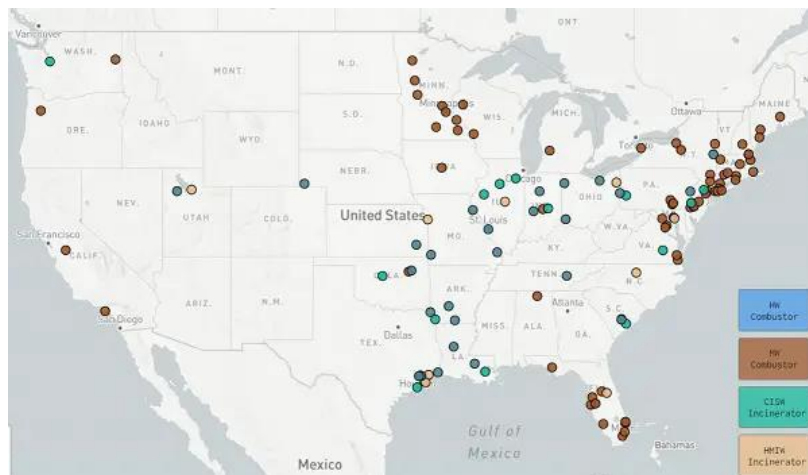 Vancouver
ONT
WASH.
MONT.
N.D.
MINN.
Minneapolis
Ottawa
MAINE
ORE.
IDAHO
S.D.
WIS.
MICH.
Toronto
VT
WYO.
IOWA
Chicago
PA.
NEBR.
NEV.
UTAH
COLO.
United States
OHIO
San Francisco
CALIF.
MO.
St. Louis
W.VA.
VA.
KY.
ARIZ.
N.M.
OKLA.
ARK.
TENN.
N.C.
San Diego
Dallas
TEX.
MISS.
ALA.
Atlanta
GA.
S.C.
LA.
Mexico
Gulf of
Mexico
Bahamas
HW
Combustor
MW
Combustor
CISW
Incinerator
HMIW
Incinerator